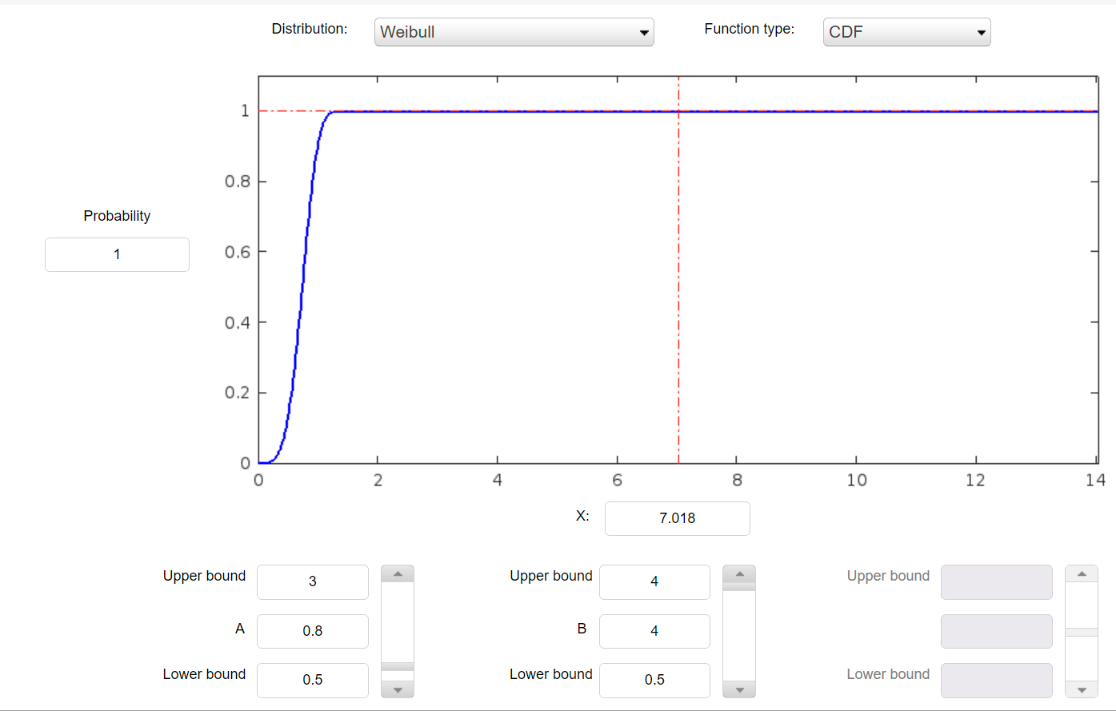 Distribution: Weibull Function type: CDF
1
0.8
Probability
0.6
1
0.4
0.2
0
0 2 4 6 8 10 12 14
X: 7.018
Upper bound 3 Upper bound 4 Upper bound
A 0.8 B 4
Lower bound 0.5 Lower bound 0.5 Lower bound